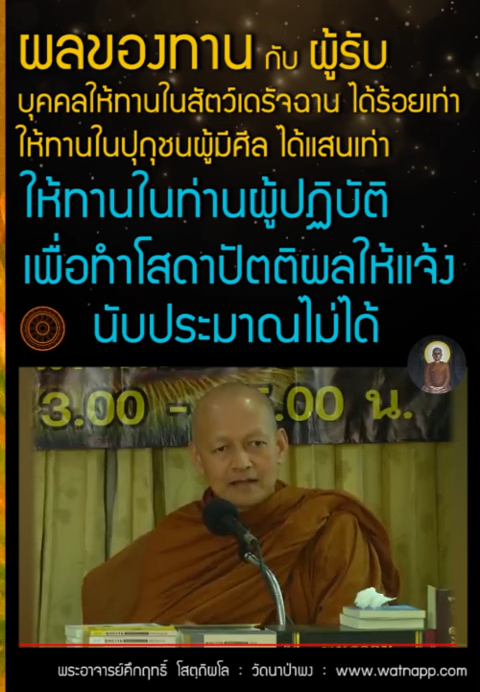 ผลของทาน กับ ผู้รับ
บุคคลให้ทานในสัตว์เดรัจฉาน ได้ร้อยเท่า
ให้ทานในปุถุชนผู้มีศีล ได้แสนเท่า
ให้ทานในท่านผู้ปฏิบัติ
เพื่อทำโสดาปัตติผลให้แจ้ง
นับประมาณไม่ได้
3.00 - .00 น.
พระอาจารย์คึกฤทธิ์ โสตฺถิผโล : วัดนาป่าพง : www.watnapp.com